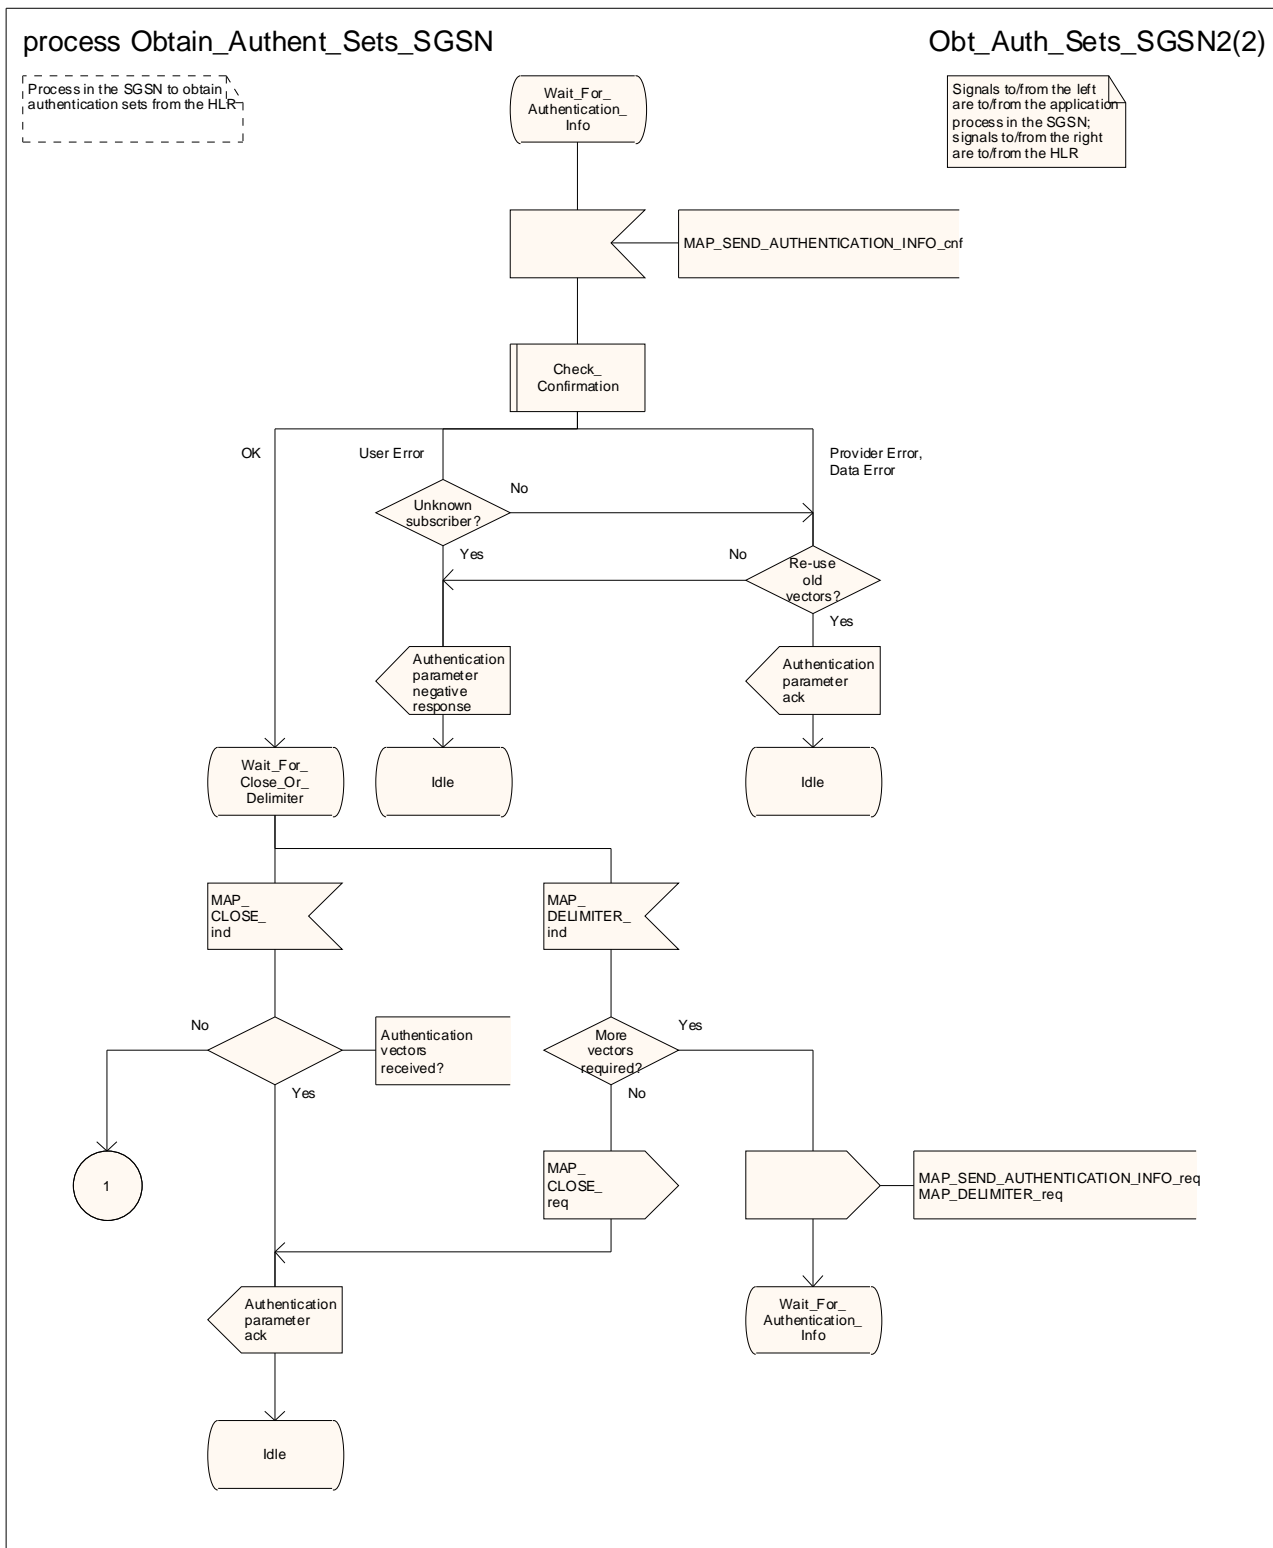 process Obtain_Authent_Sets_SGSN
Obt_Auth_Sets_SGSN2(2)
Process in the SGSN to obtain
authentication sets from the HLR
Wait_For_
Authentication_
Info
Signals to/from the left
are to/from the application
process in the SGSN;
signals to/from the right
are to/from the HLR
MAP_SEND_AUTHENTICATION_INFO_cnf
Check_
Confirmation
OK
User Error
Provider Error,
Data Error
Unknown
subscriber?
No
Yes
No
Re-use
old
vectors?
Yes
Authentication
parameter
negative
response
Authentication
parameter
ack
Wait_For_
Close_Or_
Delimiter
Idle
Idle
MAP_
CLOSE_
ind
MAP_
DELIMITER_
ind
No
Authentication
vectors
received?
Yes
More
vectors
required?
Yes
No
1
MAP_
CLOSE_
req
MAP_SEND_AUTHENTICATION_INFO_req
MAP_DELIMITER_req
Authentication
parameter
ack
Wait_For_
Authentication_
Info
Idle